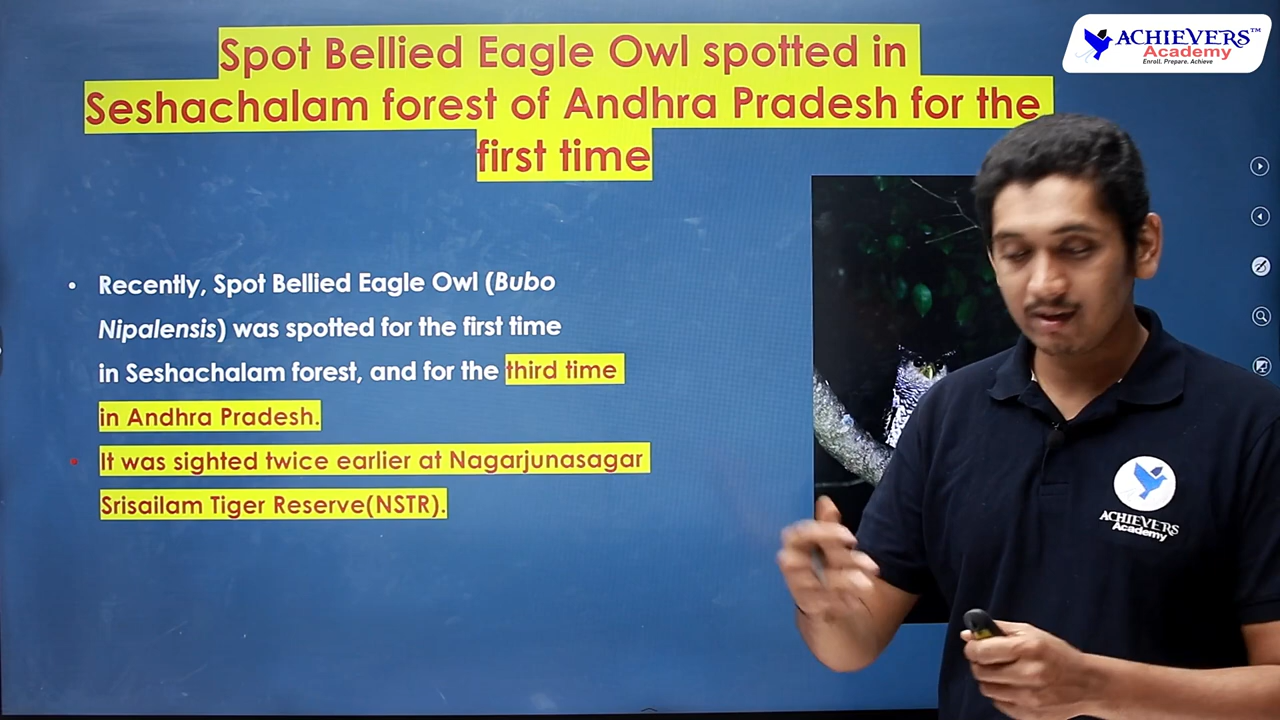 Spot Bellied Eagle Owl spotted in
Seshachalam forest of Andhra Pradesh for the
first time
ACHIEVERS™
Academy
Enroll. Prepare. Achieve
• Recently, Spot Bellied Eagle Owl (Bubo
Nipalensis) was spotted for the first time
in Seshachalam forest, and for the third time
in Andhra Pradesh.
• It was sighted twice earlier at Nagarjunasagar
Srisailam Tiger Reserve(NSTR).
ACHIEVERS
Academy